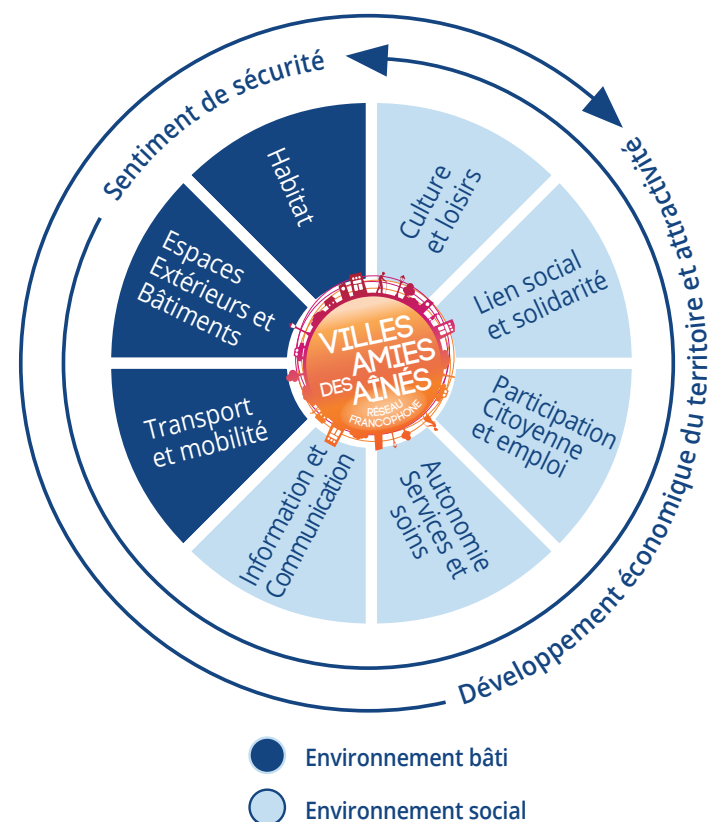 Sentiment de sécurité
Développement économique du territoire et attractivité
Habitat
Culture
et loisirs
Espaces
Extérieurs et
Bâtiments
Lien social
et solidarité
VILLES
AMIES
DES AÎNÉS
RÉSEAU
FRANCOPHONE
Transport
et mobilité
Participation
Citoyenne
et emploi
Information et
Communication
Autonomie
Services et
soins
Environnement bâti
Environnement social